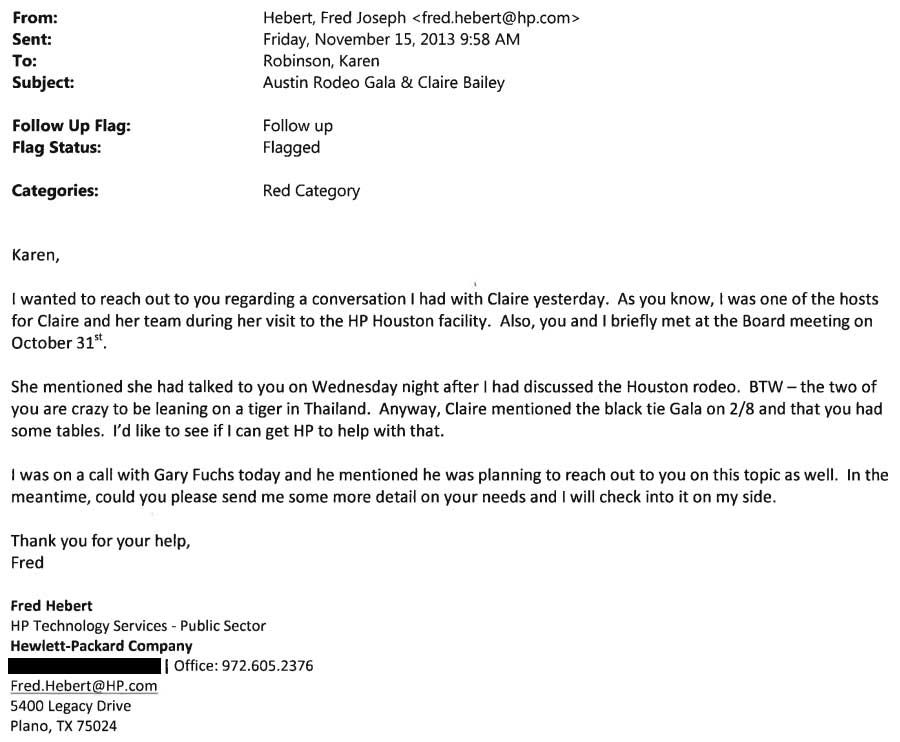 From: Hebert, Fred Joseph <fred.hebert@hp.com>
Sent: Friday, November 15, 2013 9:58 AM
To: Robinson, Karen
Subject: Austin Rodeo Gala & Claire Bailey
Follow Up Flag: Follow up
Flag Status: Flagged
Categories: Red Category
Karen,
I wanted to reach out to you regarding a conversation I had with Claire yesterday.  As you know, I was one of the hosts
for Claire and her team during her visit to the HP Houston facility.  Also, you and I briefly met at the Board meeting on
October 31st.
She mentioned she had talked to you on Wednesday night after I had discussed the Houston rodeo.  BTW – the two of
you are crazy to be leaning on a tiger in Thailand.  Anyway, Claire mentioned the black tie Gala on 2/8 and that you had
some tables.  I'd like to see if I can get HP to help with that.
I was on a call with Gary Fuchs today and he mentioned he was planning to reach out to you on this topic as well.  In the
meantime, could you please send me some more detail on your needs and I will check into it on my side.
Thank you for your help,
Fred
Fred Hebert
HP Technology Services - Public Sector
Hewlett-Packard Company
| Office: 972.605.2376
Fred.Hebert@HP.com
5400 Legacy Drive
Plano, TX 75024